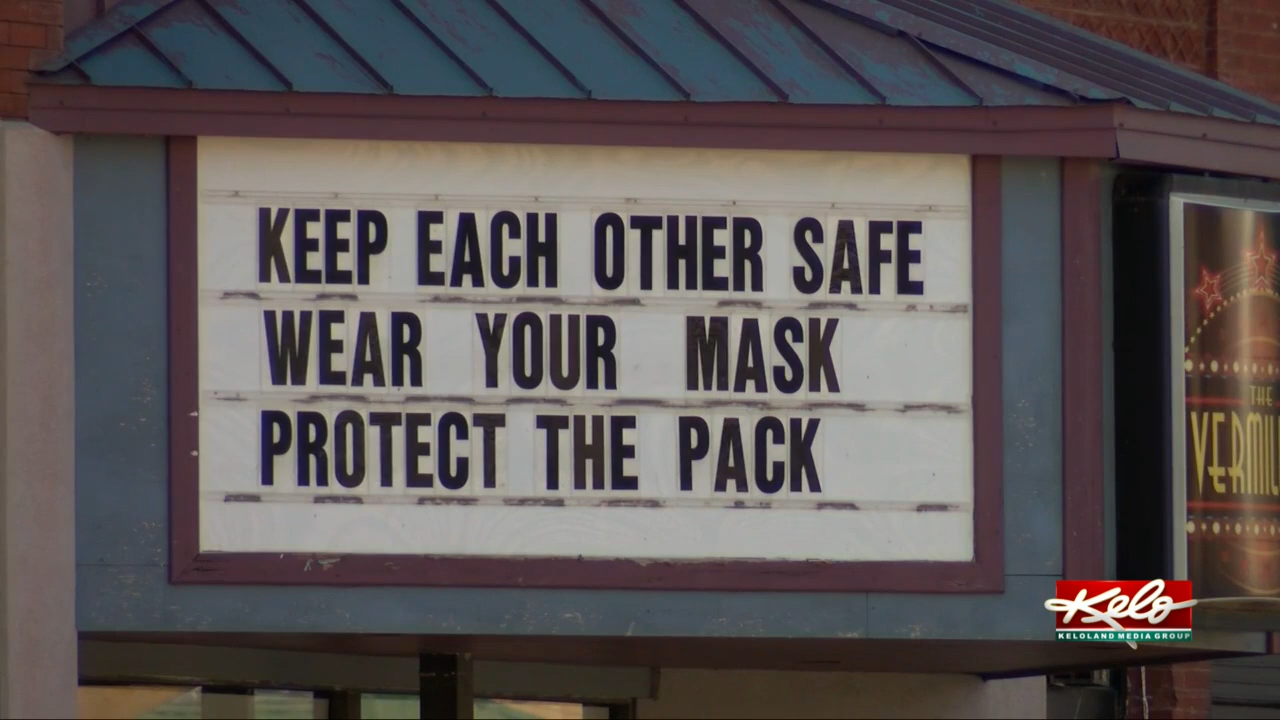 KEEP EACH OTHER SAFE
WEAR YOUR MASK
PROTECT THE PACK
THE
Kelo
KELOLAND MEDIA GROUP